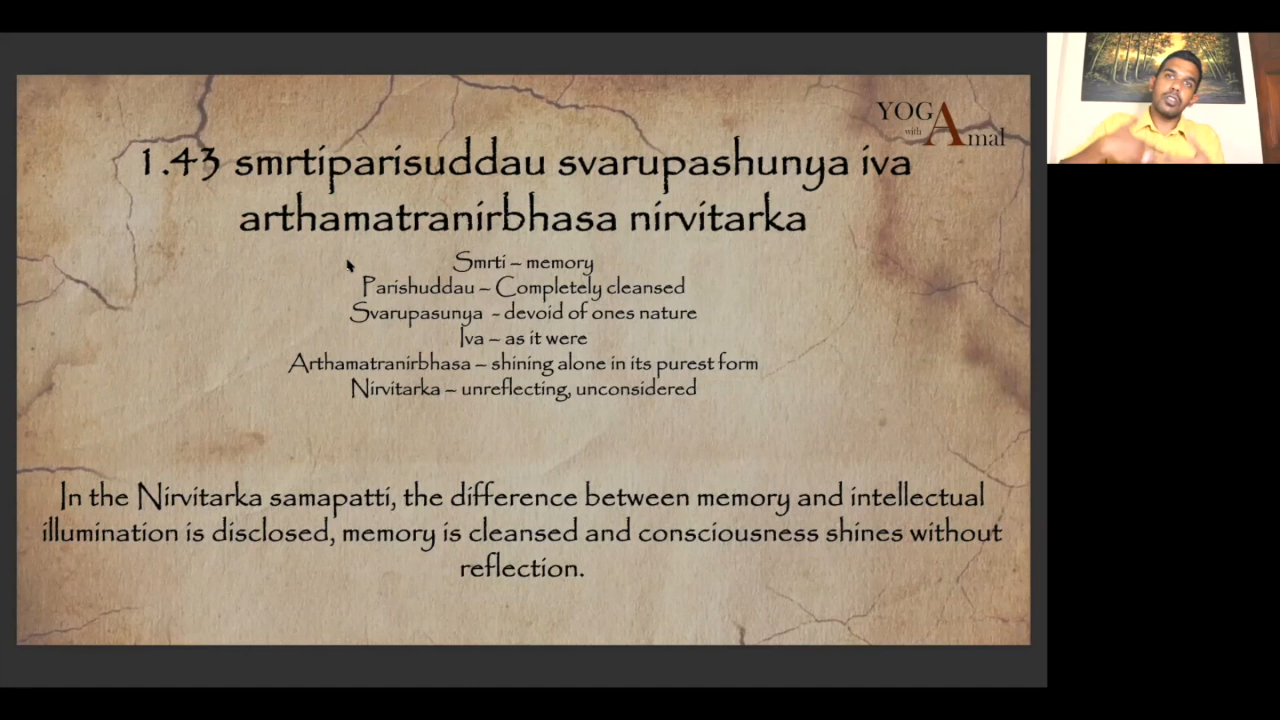 YOGA
with Amal
1.43 smrtiparisuddau svarupashunya iva
arthamatranirbhasa nirvitarka
Smrti – memory
Parishuddau – Completely cleansed
Svarupasunya - devoid of ones nature
Iva – as it were
Arthamatranirbhasa – shining alone in its purest form
Nirvitarka – unreflecting, unconsidered
In the Nirvitarka samapatti, the difference between memory and intellectual
illumination is disclosed, memory is cleansed and consciousness shines without
reflection.